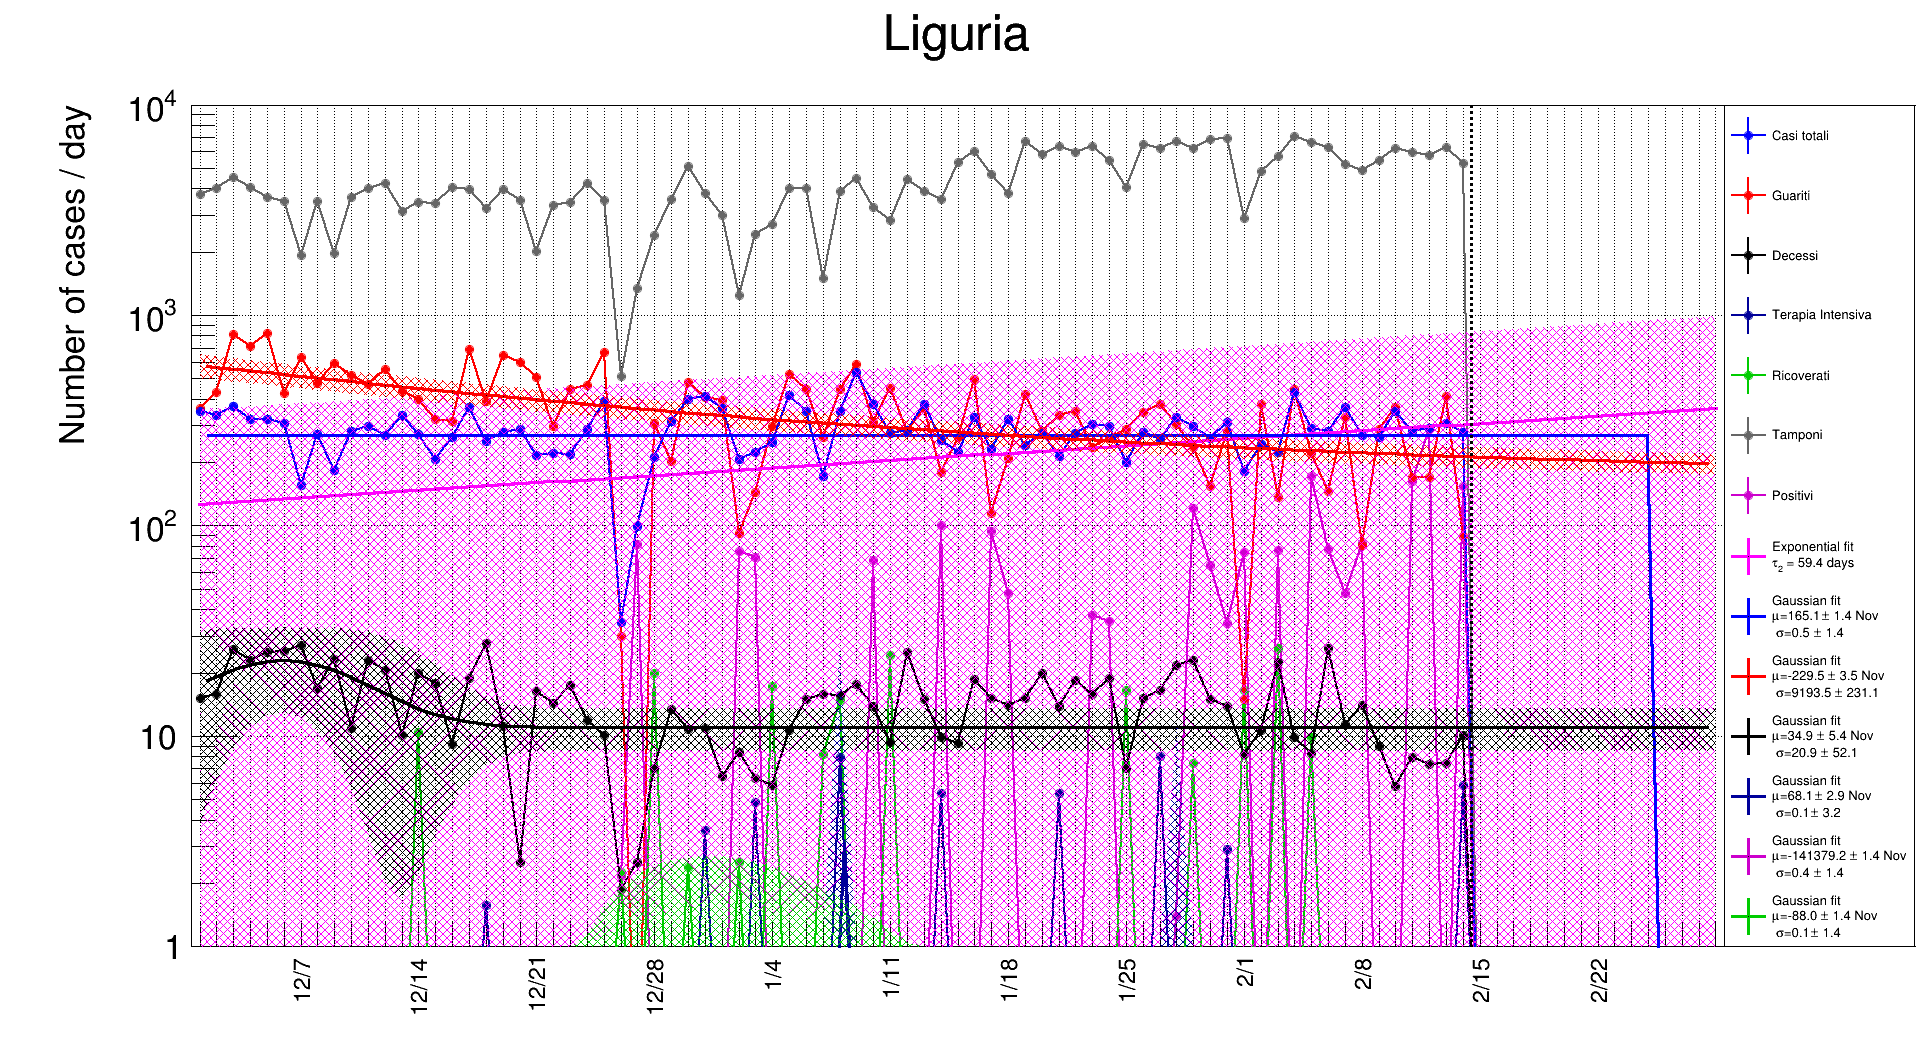 Liguria
Number of cases / day
10^4
10^3
10^2
10
1
12/7
12/14
12/21
12/28
1/4
1/11
1/18
1/25
2/1
2/8
2/15
2/22
Casi totali
Guariti
Decessi
Terapia Intensiva
Ricoverati
Tamponi
Positivi
Exponential fit
τ₂ = 59.4 days
Gaussian fit
μ=165.1± 1.4 Nov
σ=0.5 ± 1.4
Gaussian fit
μ=-229.5 ± 3.5 Nov
σ=9193.5 ± 231.1
Gaussian fit
μ=34.9 ± 5.4 Nov
σ=20.9 ± 52.1
Gaussian fit
μ=68.1± 2.9 Nov
σ=0.1± 3.2
Gaussian fit
μ=-141379.2 ± 1.4 Nov
σ=0.4 ± 1.4
Gaussian fit
μ=-88.0 ± 1.4 Nov
σ=0.1± 1.4